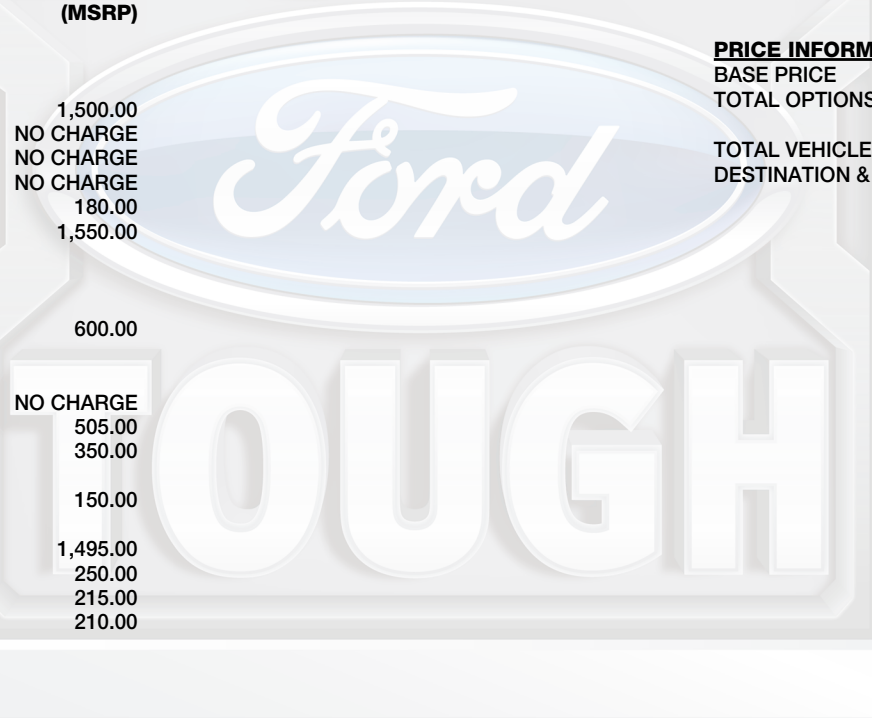 (MSRP)
1,500.00
NO CHARGE
NO CHARGE
NO CHARGE
180.00
1,550.00
600.00
NO CHARGE
505.00
350.00
150.00
1,495.00
250.00
215.00
210.00
PRICE INFORM
BASE PRICE
TOTAL OPTIONS
TOTAL VEHICLE
DESTINATION &
Ford
TOUGH